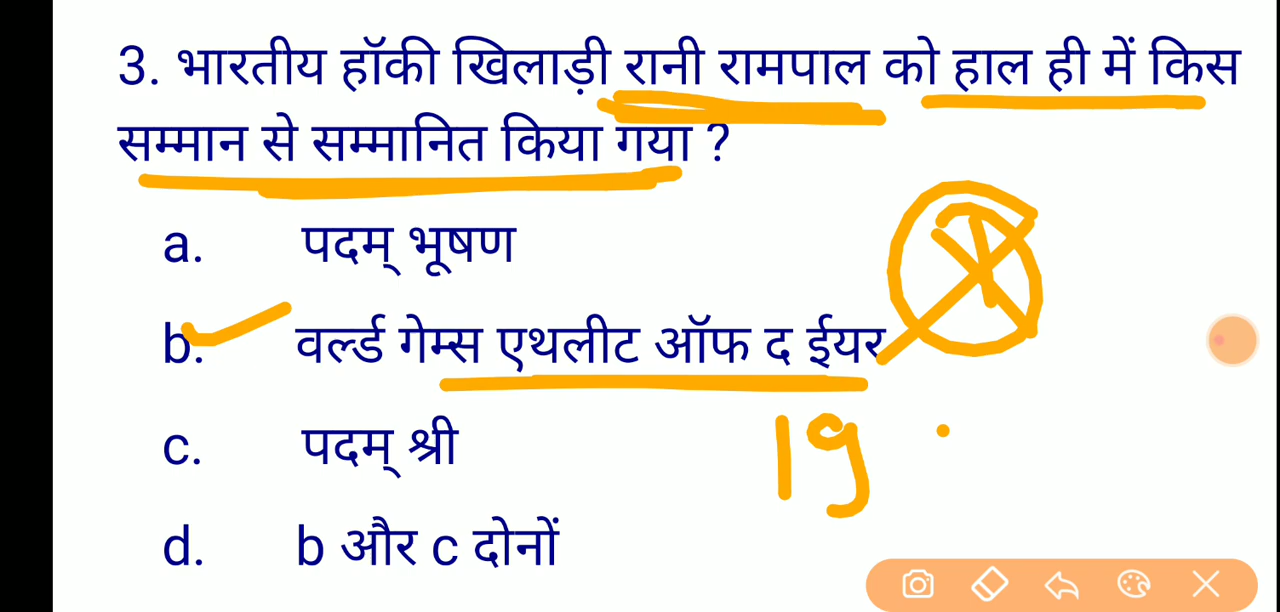 3. भारतीय हॉकी खिलाड़ी रानी रामपाल को हाल ही में किस
सम्मान से सम्मानित किया गया ?
a. पदम् भूषण
b. वर्ल्ड गेम्स एथलीट ऑफ द ईयर
c. पदम् श्री
19
d. b और c दोनों